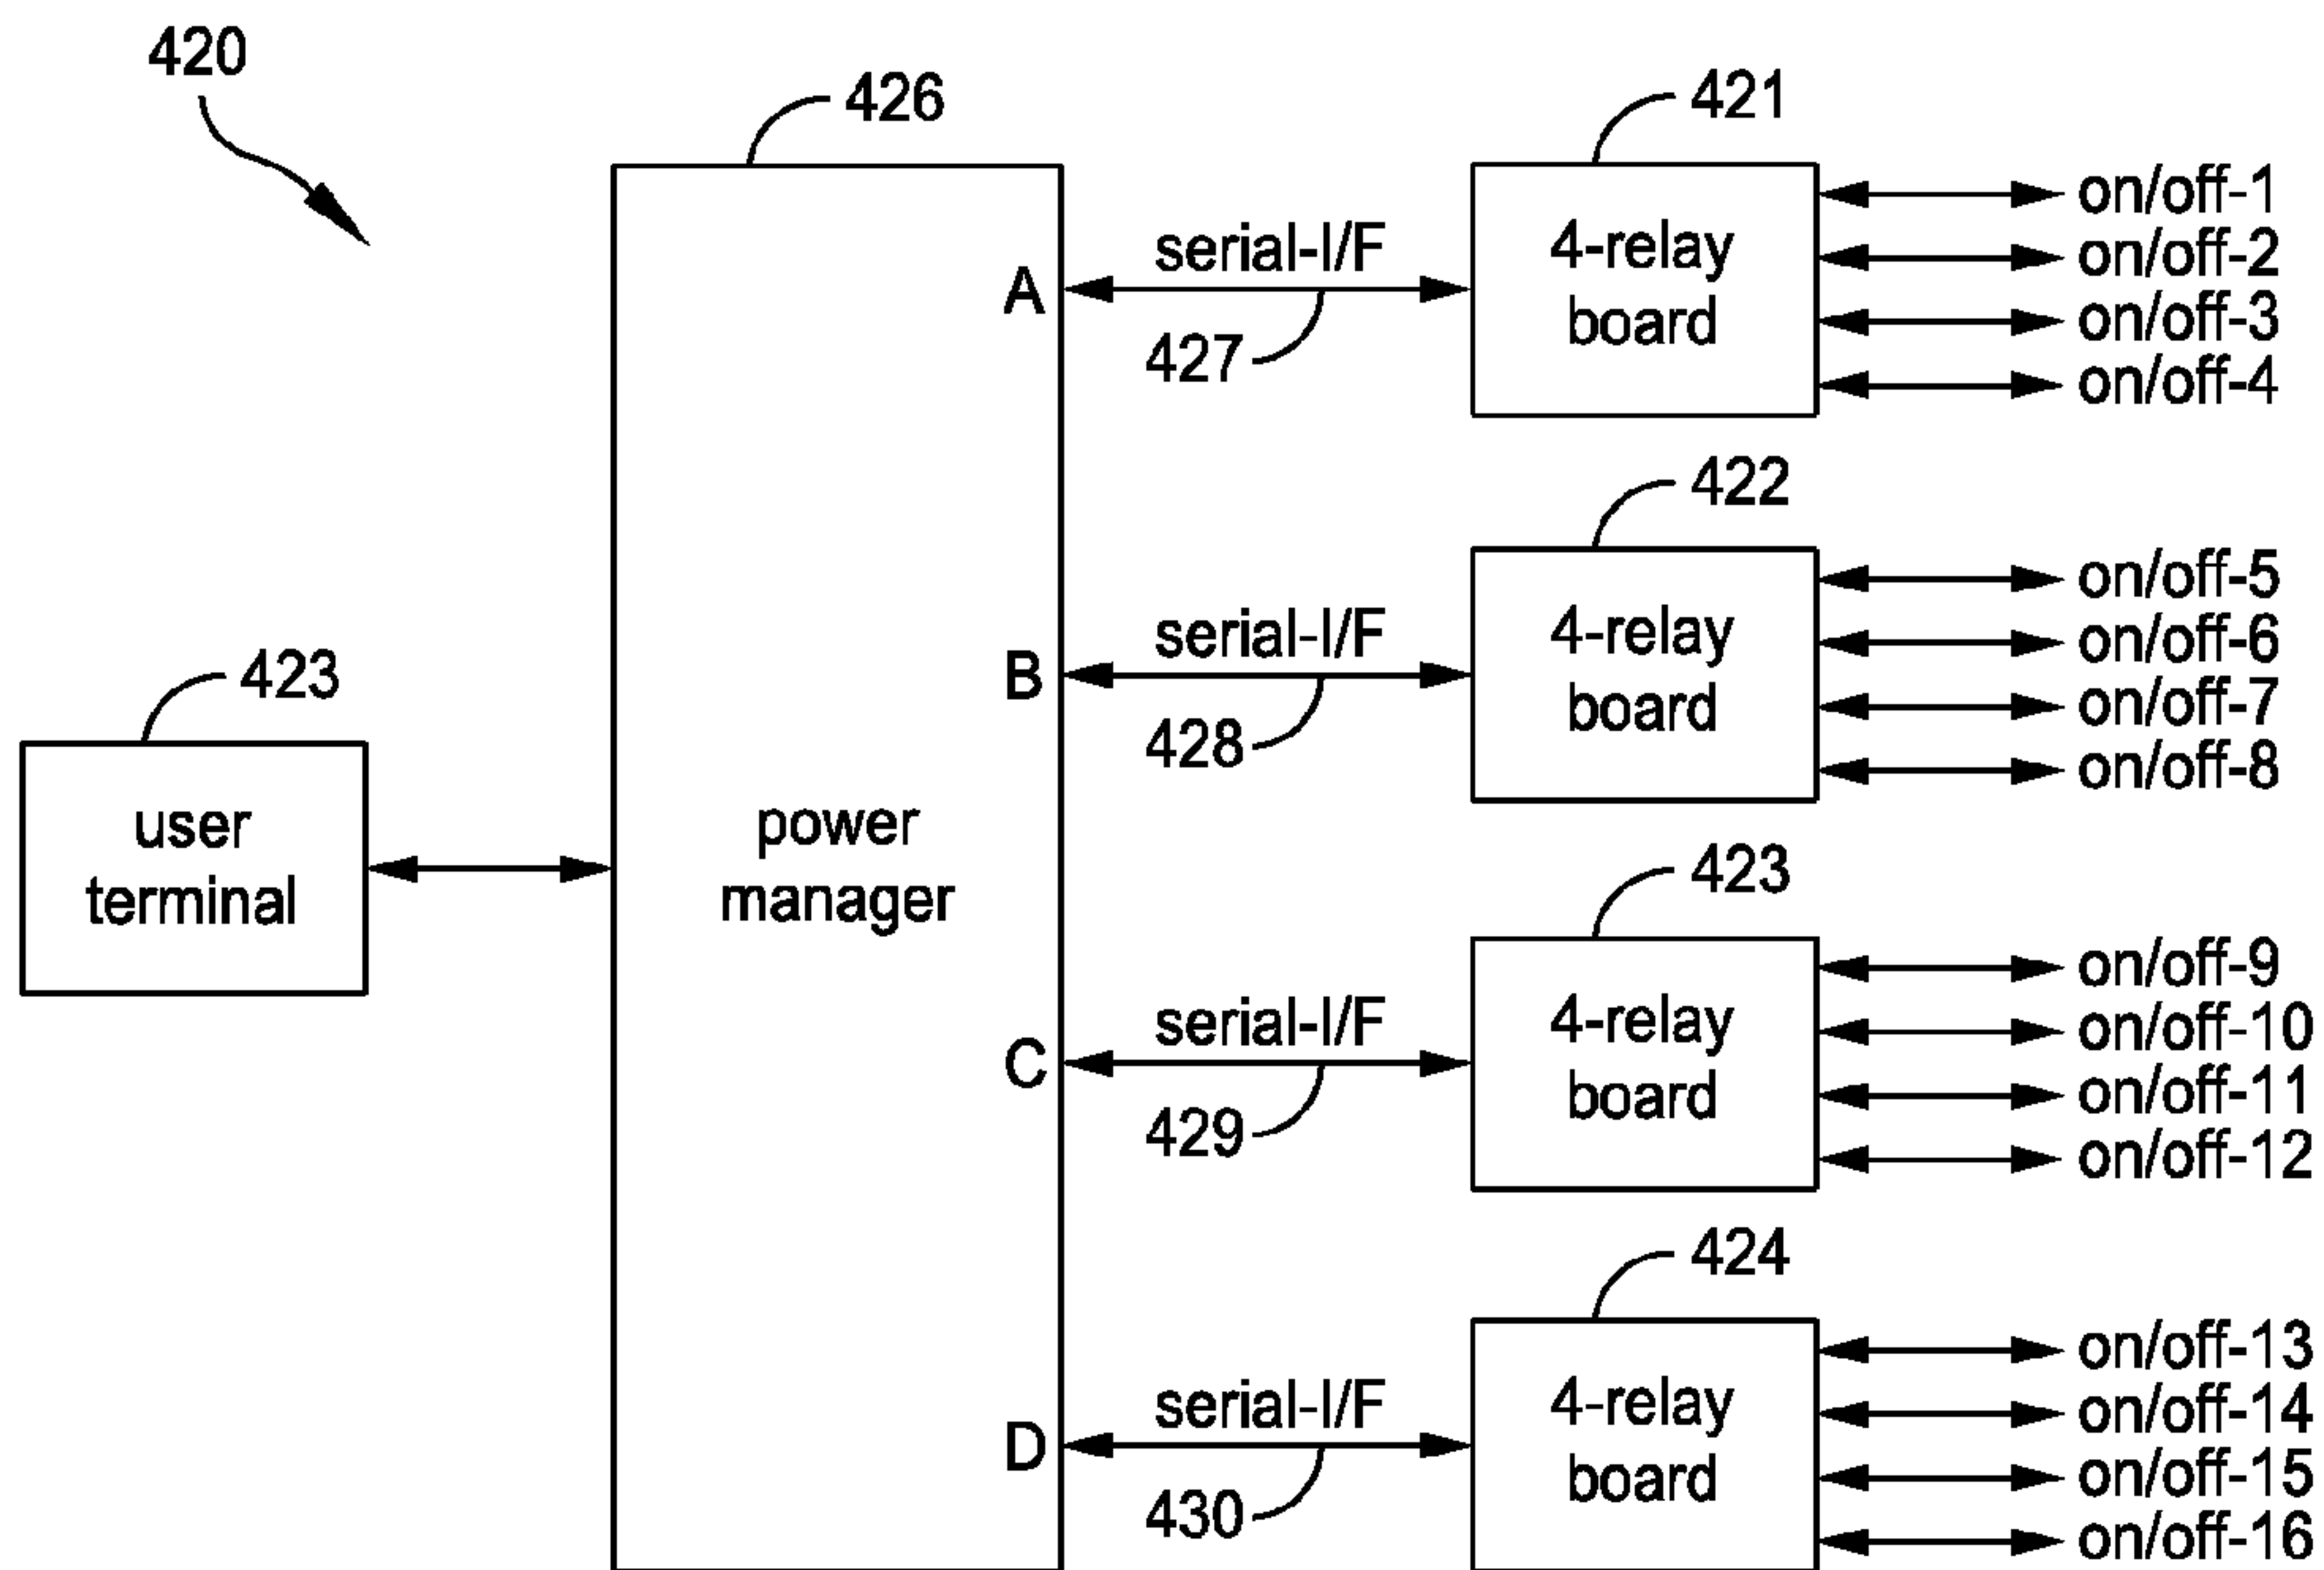 420
426
421
A
serial-I/F
427
4-relay
board
on/off-1
on/off-2
on/off-3
on/off-4
422
B
serial-I/F
428
4-relay
board
on/off-5
on/off-6
on/off-7
on/off-8
423
user
terminal
power
manager
423
C
serial-I/F
429
4-relay
board
on/off-9
on/off-10
on/off-11
on/off-12
424
D
serial-I/F
430
4-relay
board
on/off-13
on/off-14
on/off-15
on/off-16